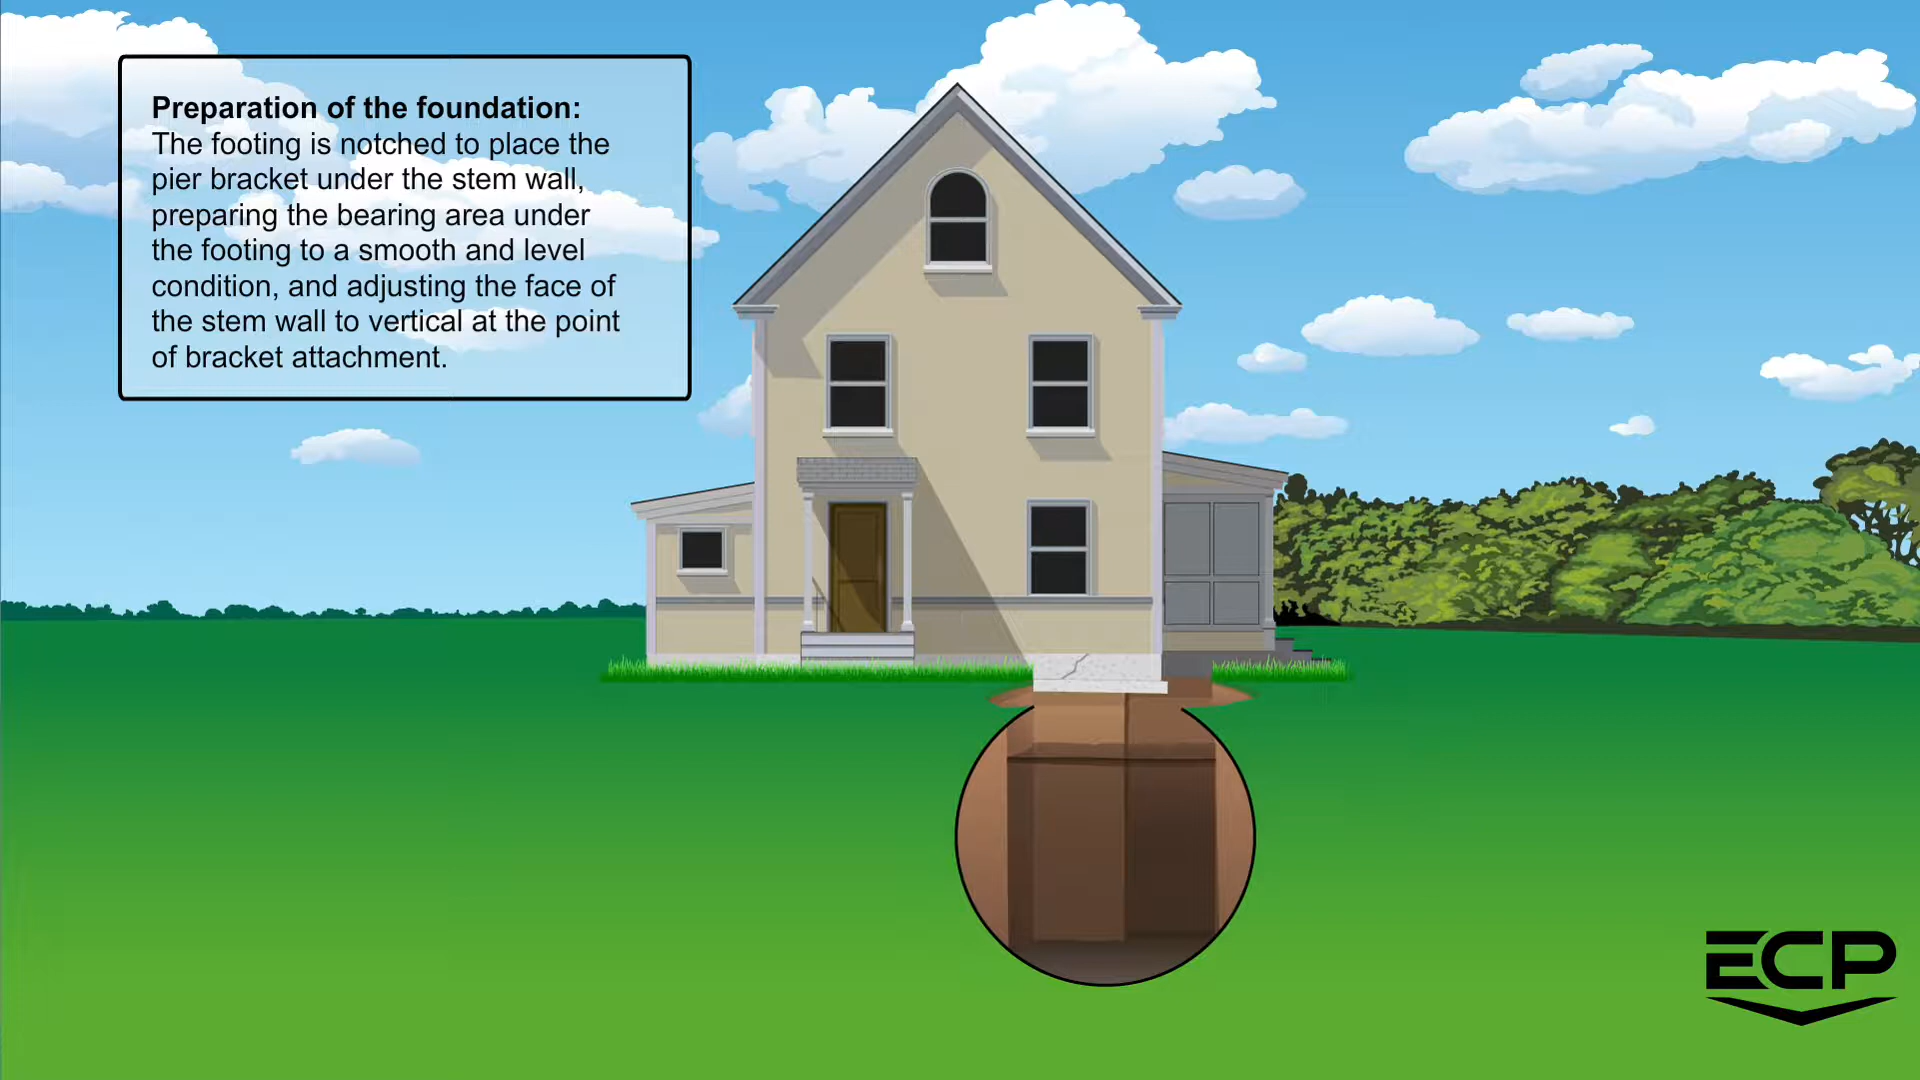 Preparation of the foundation:
The footing is notched to place the
pier bracket under the stem wall,
preparing the bearing area under
the footing to a smooth and level
condition, and adjusting the face of
the stem wall to vertical at the point
of bracket attachment.
ECP